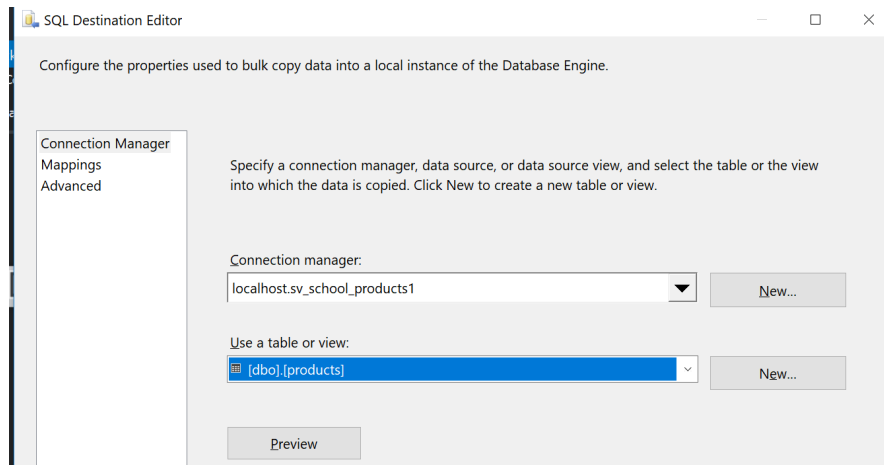 SQL Destination Editor
Configure the properties used to bulk copy data into a local instance of the Database Engine.
Connection Manager
Mappings
Advanced
Specify a connection manager, data source, or data source view, and select the table or the view
into which the data is copied. Click New to create a new table or view.
Connection manager:
localhost.sv_school_products1
New...
Use a table or view:
[dbo].[products]
New...
Preview